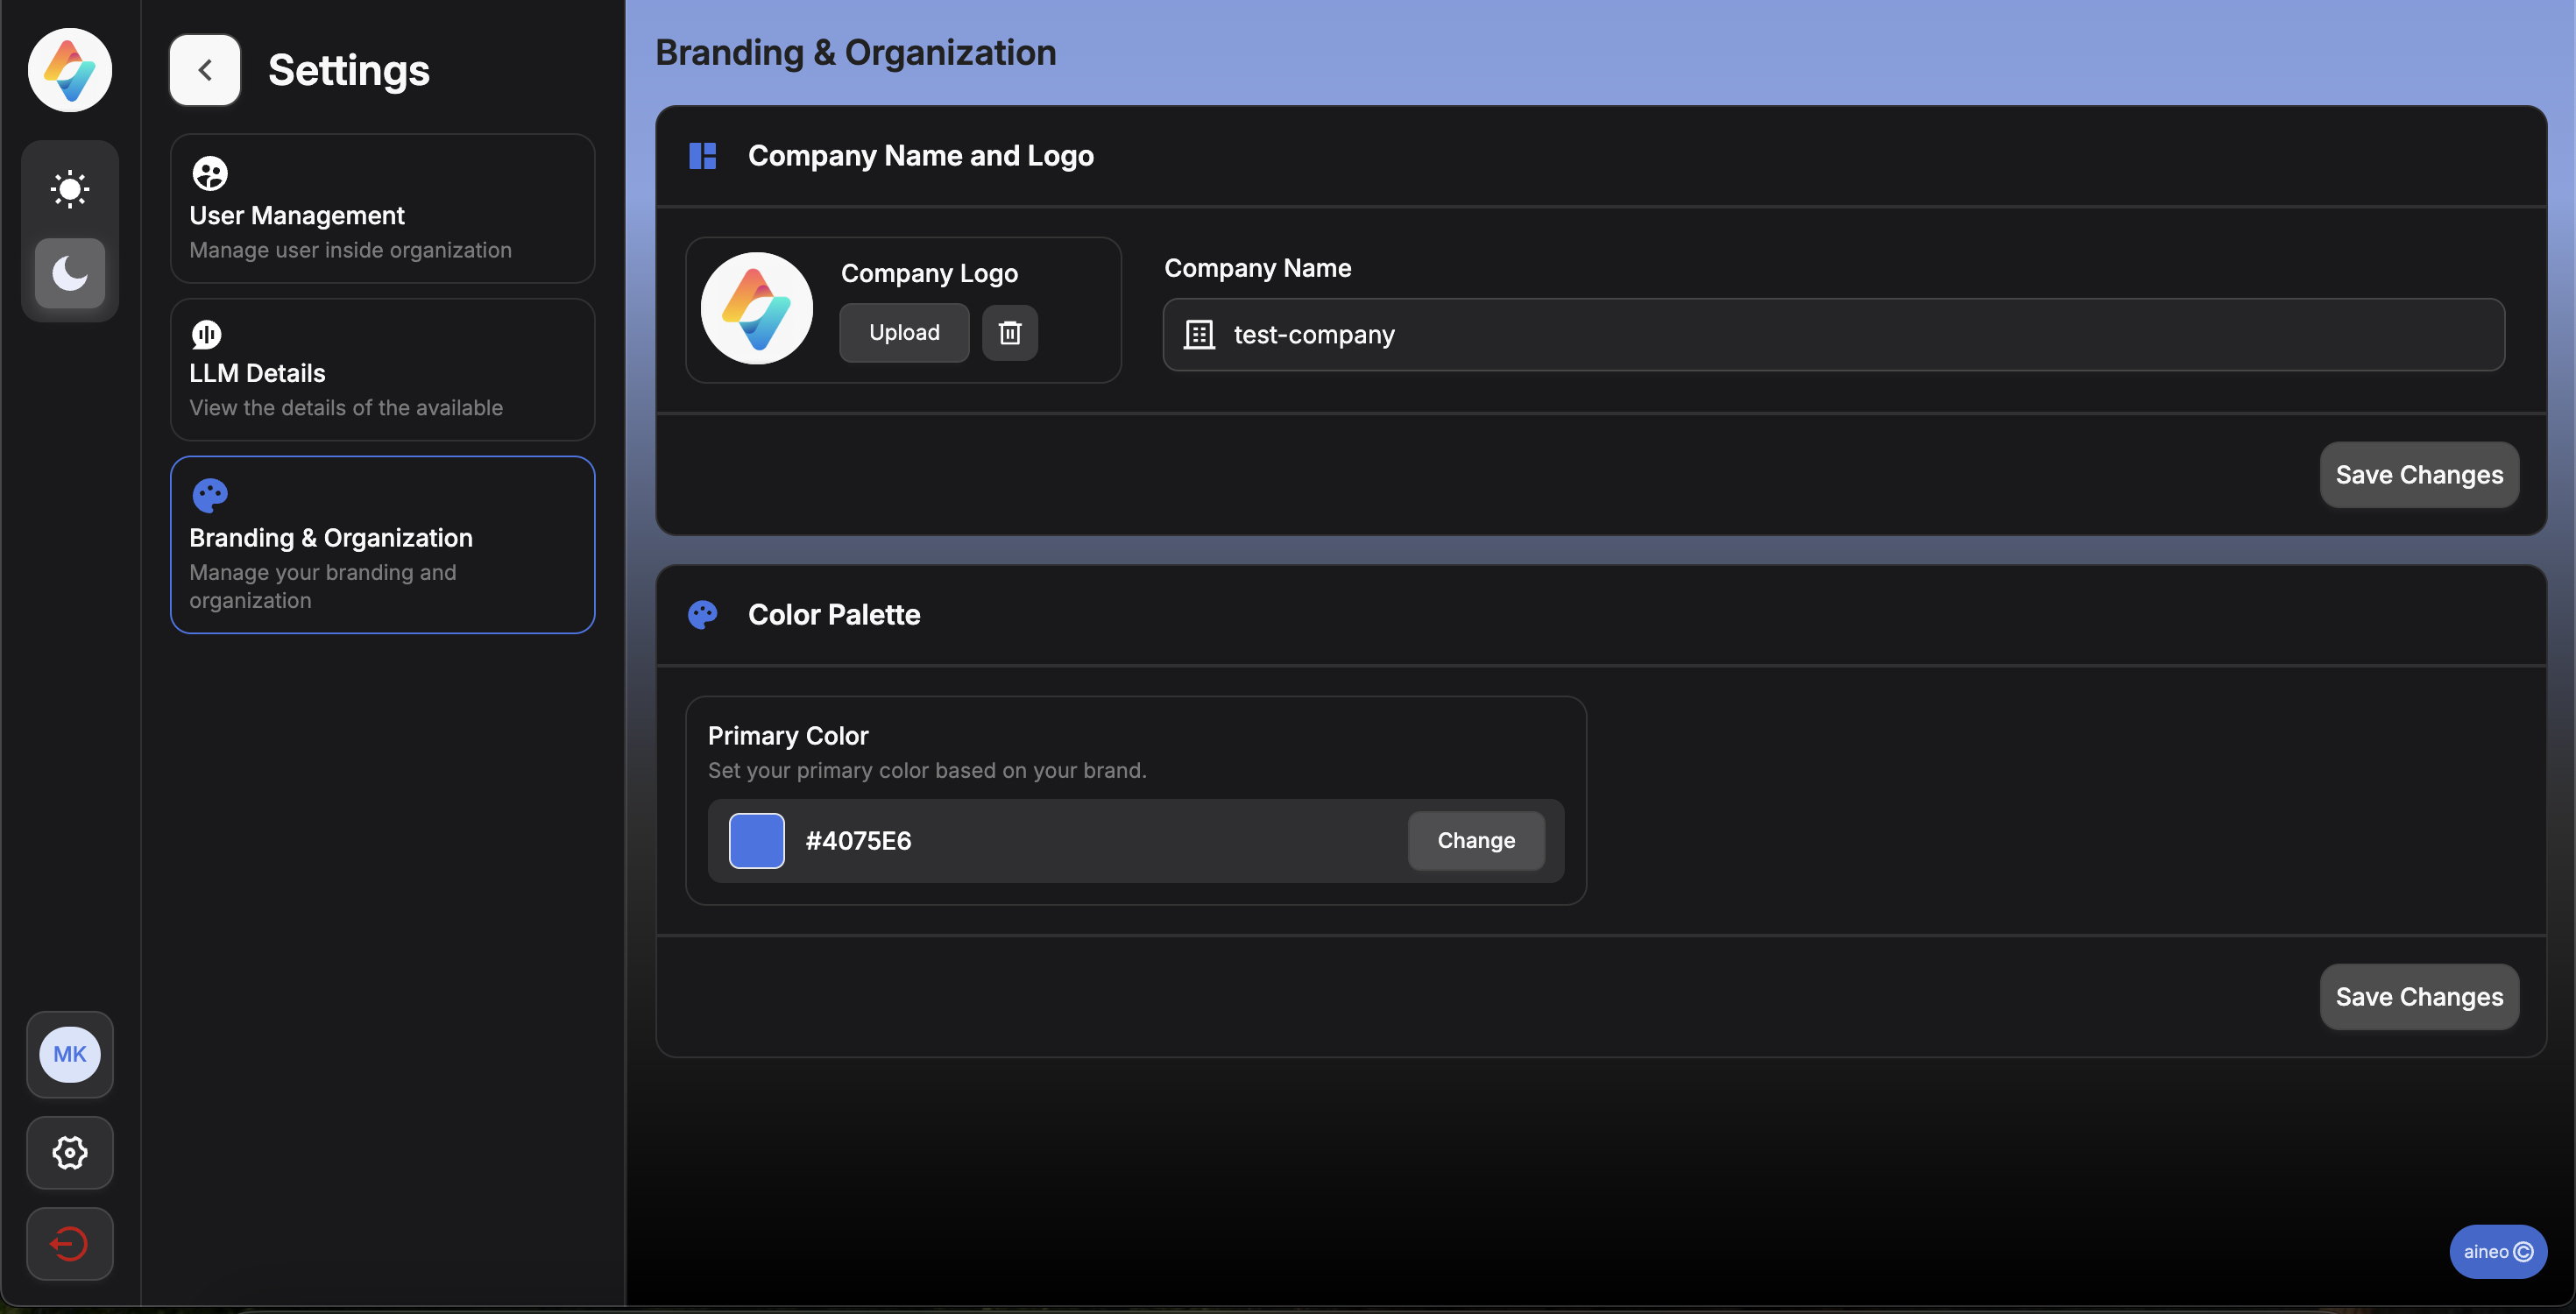 Settings
User Management
Manage user inside organization
LLM Details
View the details of the available
Branding & Organization
Manage your branding and
organization
MK
Branding & Organization
Company Name and Logo
Company Logo
Upload
Company Name
test-company
Save Changes
Color Palette
Primary Color
Set your primary color based on your brand.
#4075E6
Change
Save Changes
aineo ©